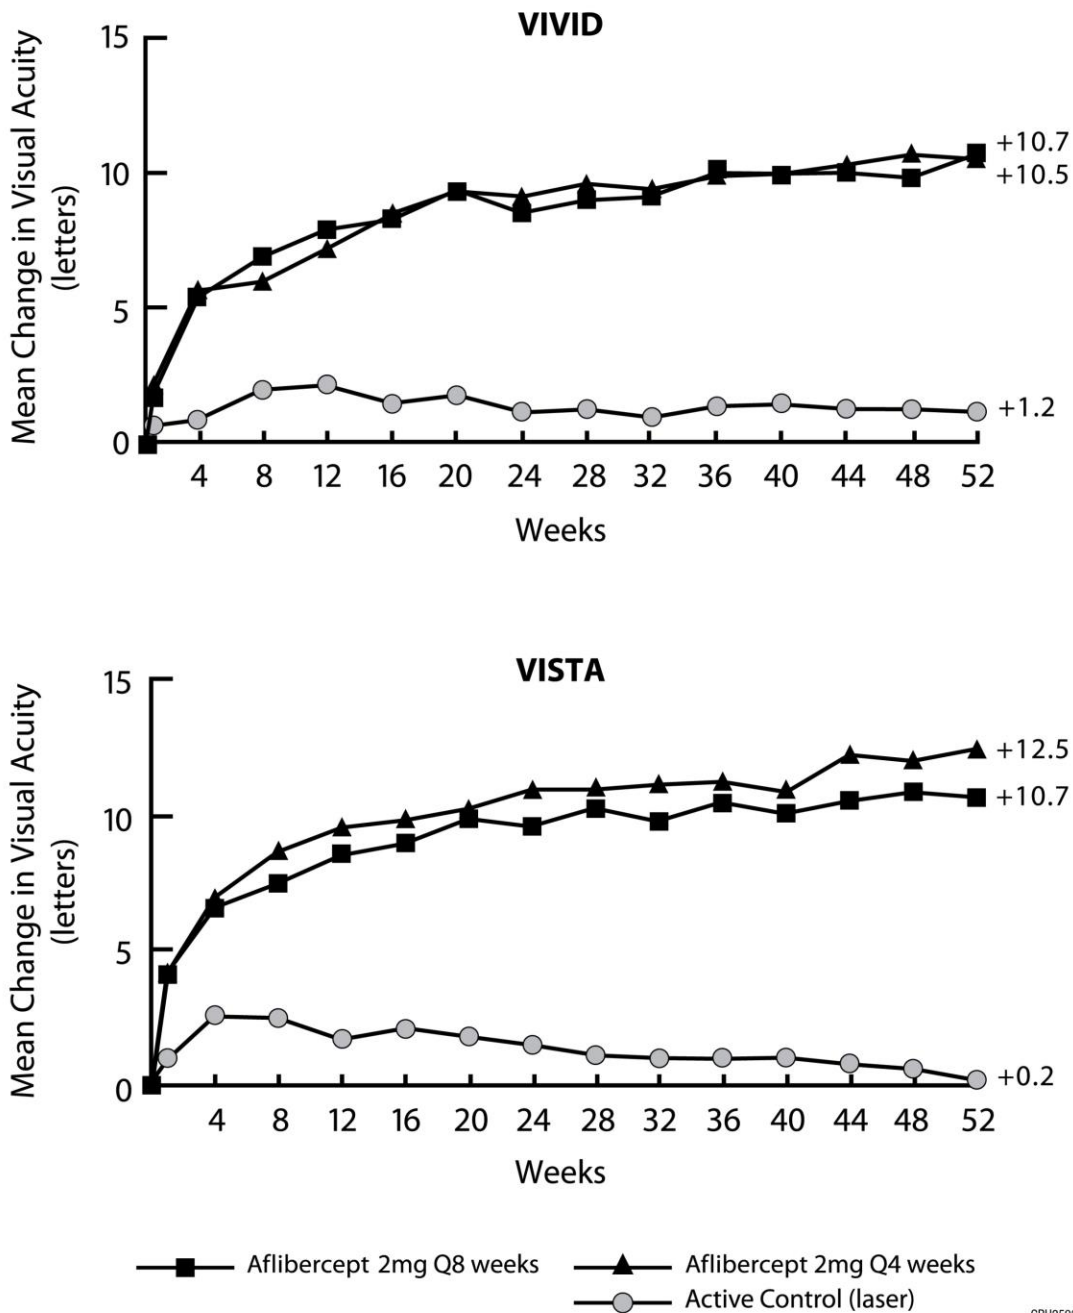 VIVID
Mean Change in Visual Acuity
(letters)
15
10
5
0
+10.7
+10.5
+1.2
4 8 12 16 20 24 28 32 36 40 44 48 52
Weeks
VISTA
Mean Change in Visual Acuity
(letters)
15
10
5
0
+12.5
+10.7
+0.2
4 8 12 16 20 24 28 32 36 40 44 48 52
Weeks
Aflibercept 2mg Q8 weeks
Aflibercept 2mg Q4 weeks
Active Control (laser)